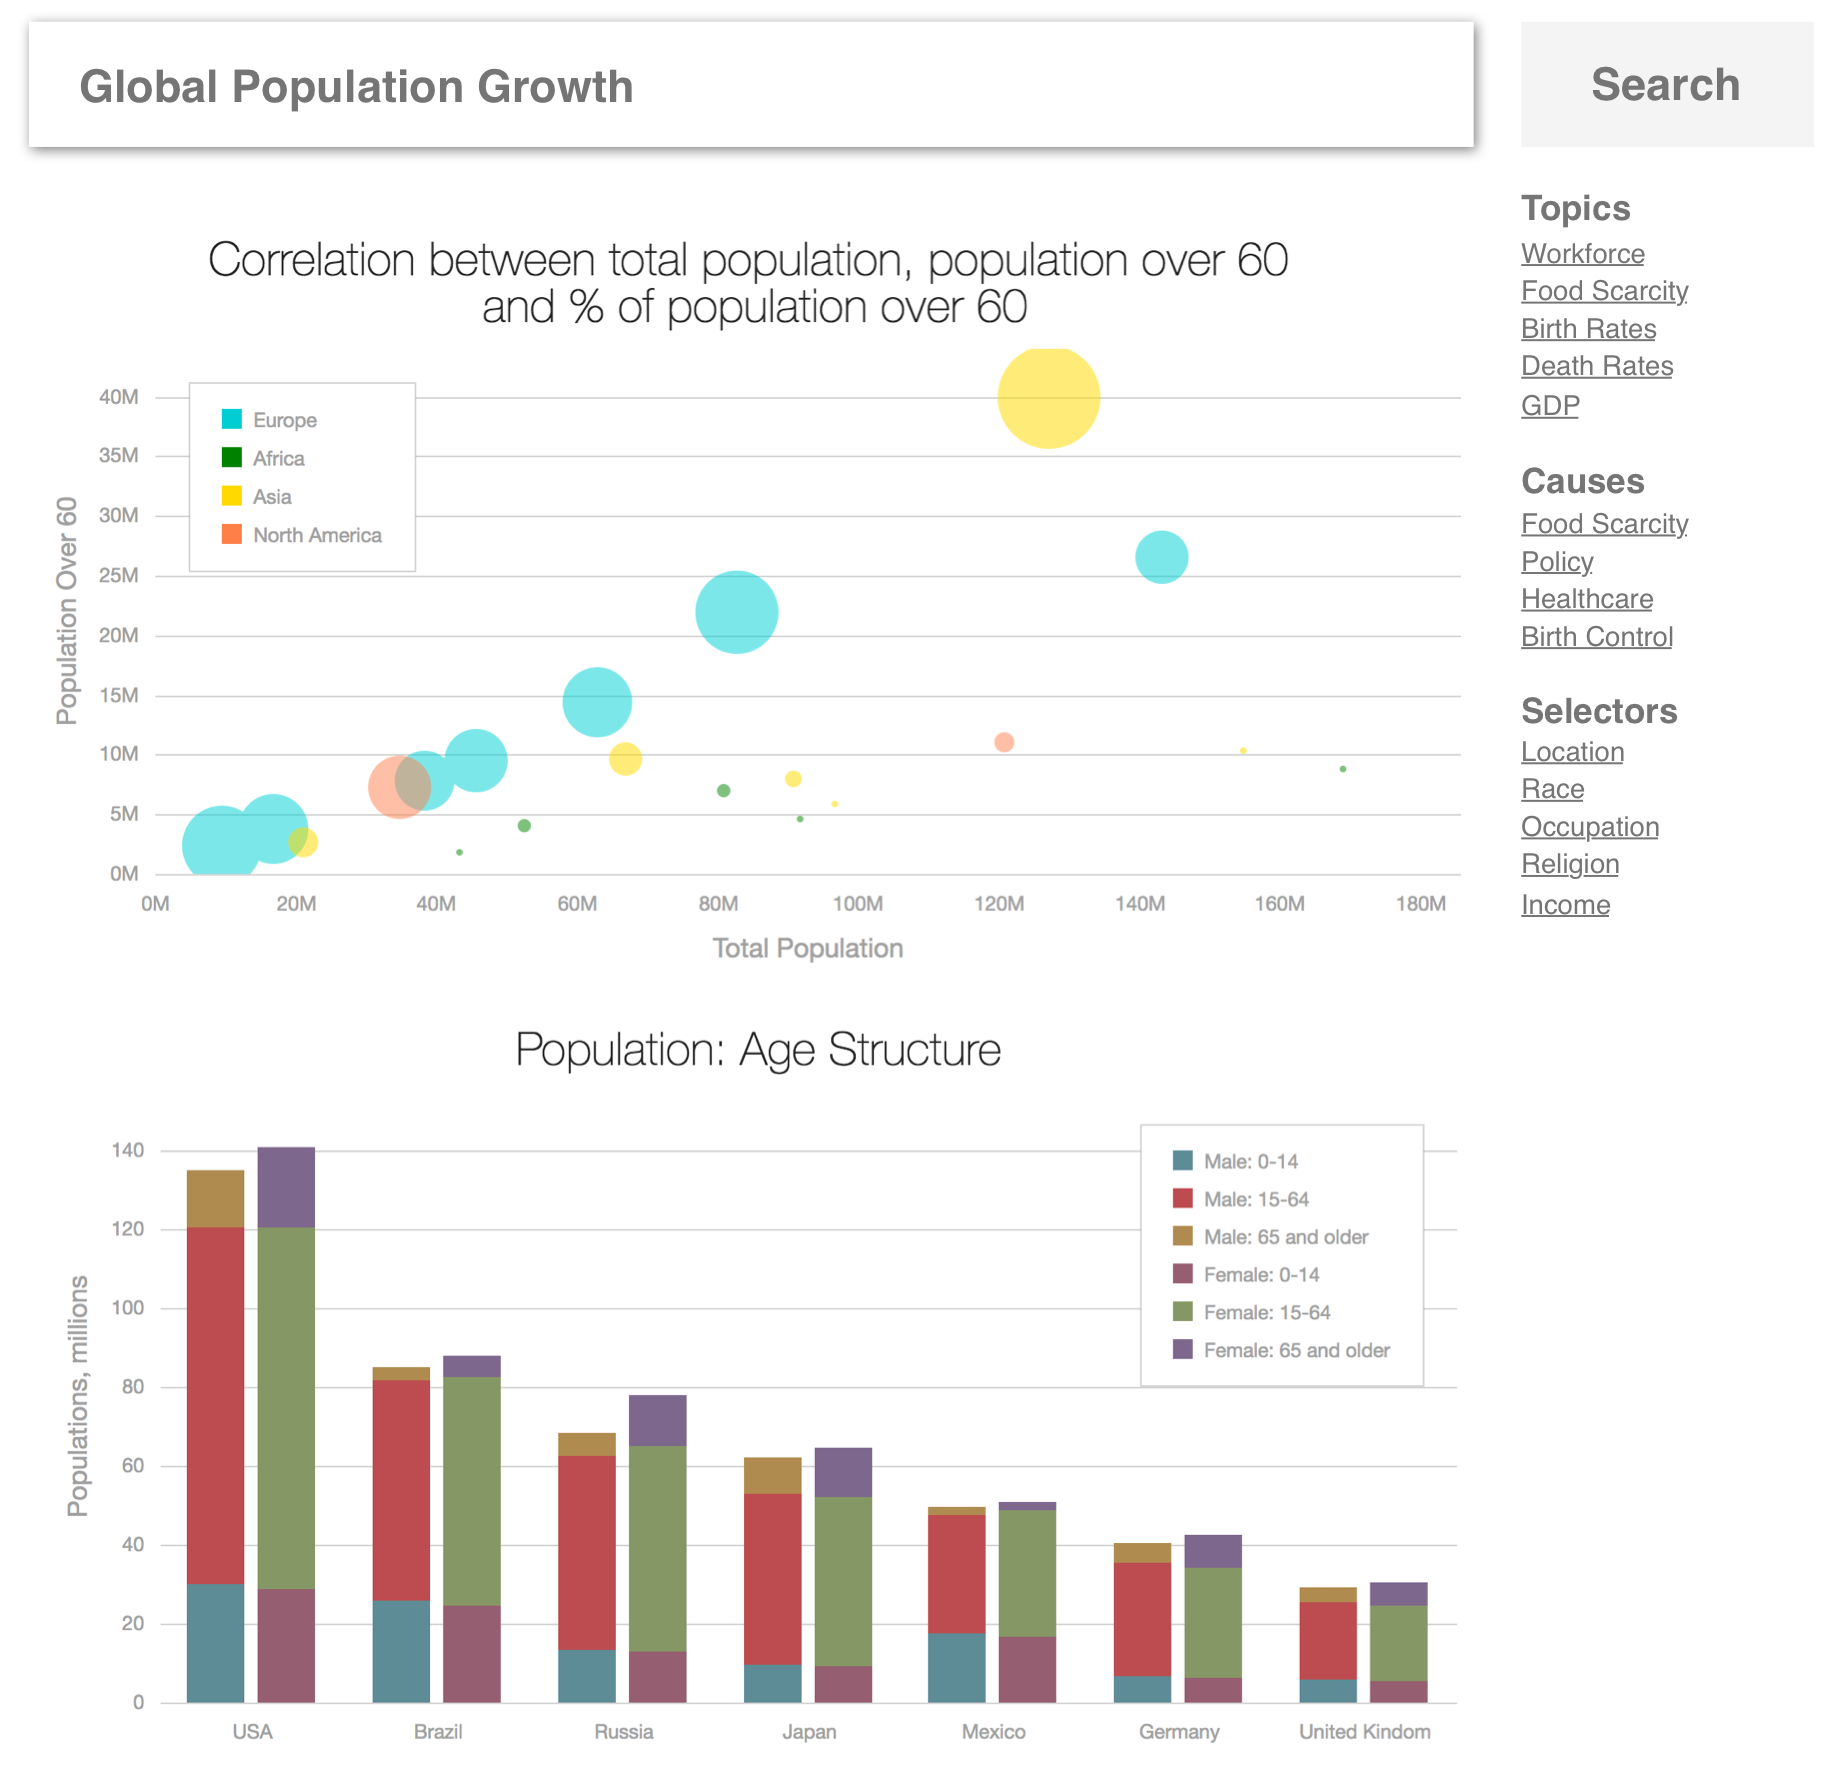 Global Population Growth
Search
Correlation between total population, population over 60
and % of population over 60
Population Over 60
40M
35M
30M
25M
20M
15M
10M
5M
0M
Europe
Africa
Asia
North America
0M 20M 40M 60M 80M 100M 120M 140M 160M 180M
Total Population
Population: Age Structure
Populations, millions
140
120
100
80
60
40
20
0
Male: 0-14
Male: 15-64
Male: 65 and older
Female: 0-14
Female: 15-64
Female: 65 and older
USA Brazil Russia Japan Mexico Germany United Kindom
Topics
Workforce
Food Scarcity
Birth Rates
Death Rates
GDP
Causes
Food Scarcity
Policy
Healthcare
Birth Control
Selectors
Location
Race
Occupation
Religion
Income